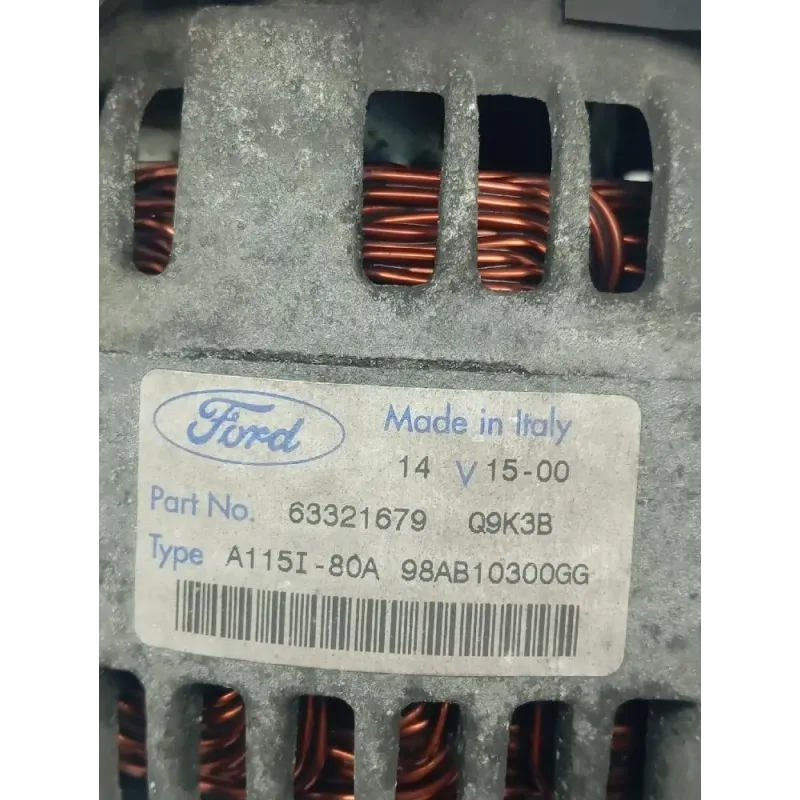 Ford Made in Italy
14 V 15-00
Part No. 63321679 Q9K3B
Type A115I-80A 98AB10300GG